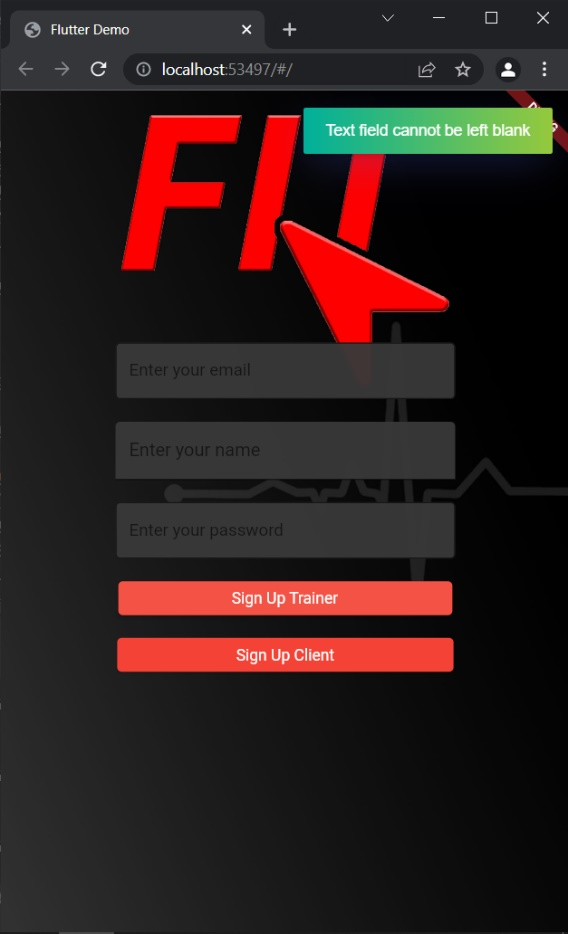 Flutter Demo
localhost:53497/#/
Text field cannot be left blank
FIT
Enter your email
Enter your name
Enter your password
Sign Up Trainer
Sign Up Client